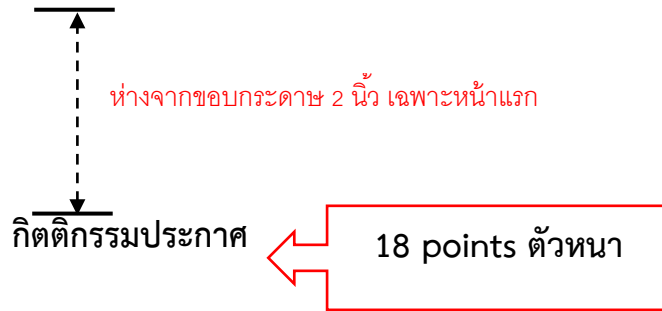 ห่างจากขอบกระดาษ 2 นิ้ว เฉพาะหน้าแรก
กิตติกรรมประกาศ
18 points ตัวหนา